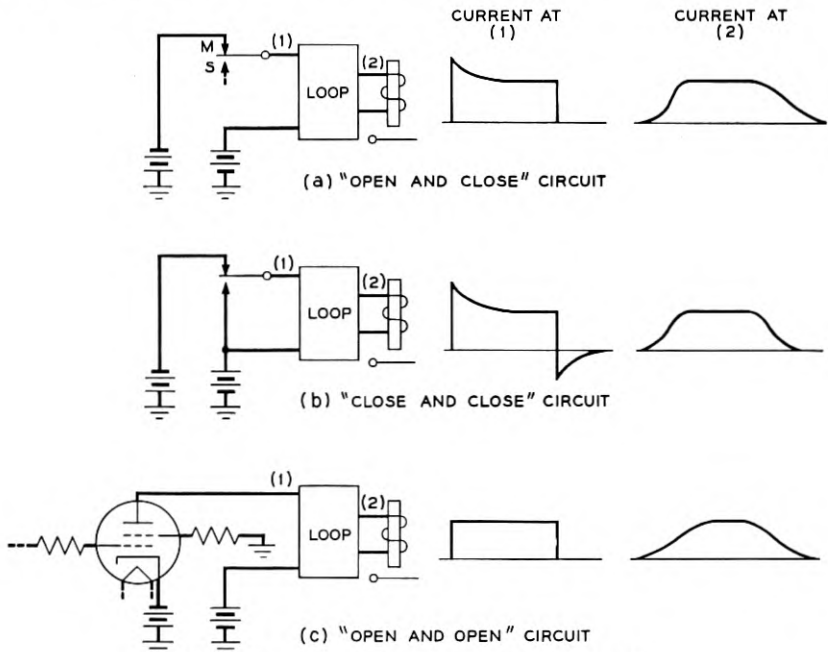 CURRENT AT
(1)
CURRENT AT
(2)
M
S
(1)
(2)
LOOP
(a) "OPEN AND CLOSE" CIRCUIT
(1)
(2)
LOOP
(b) "CLOSE AND CLOSE" CIRCUIT
(1)
(2)
LOOP
(c) "OPEN AND OPEN" CIRCUIT